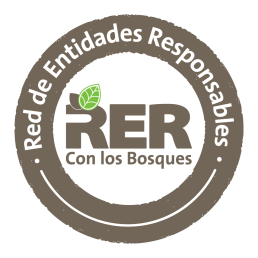 · Red de Entidades Responsables ·
RER
Con los Bosques